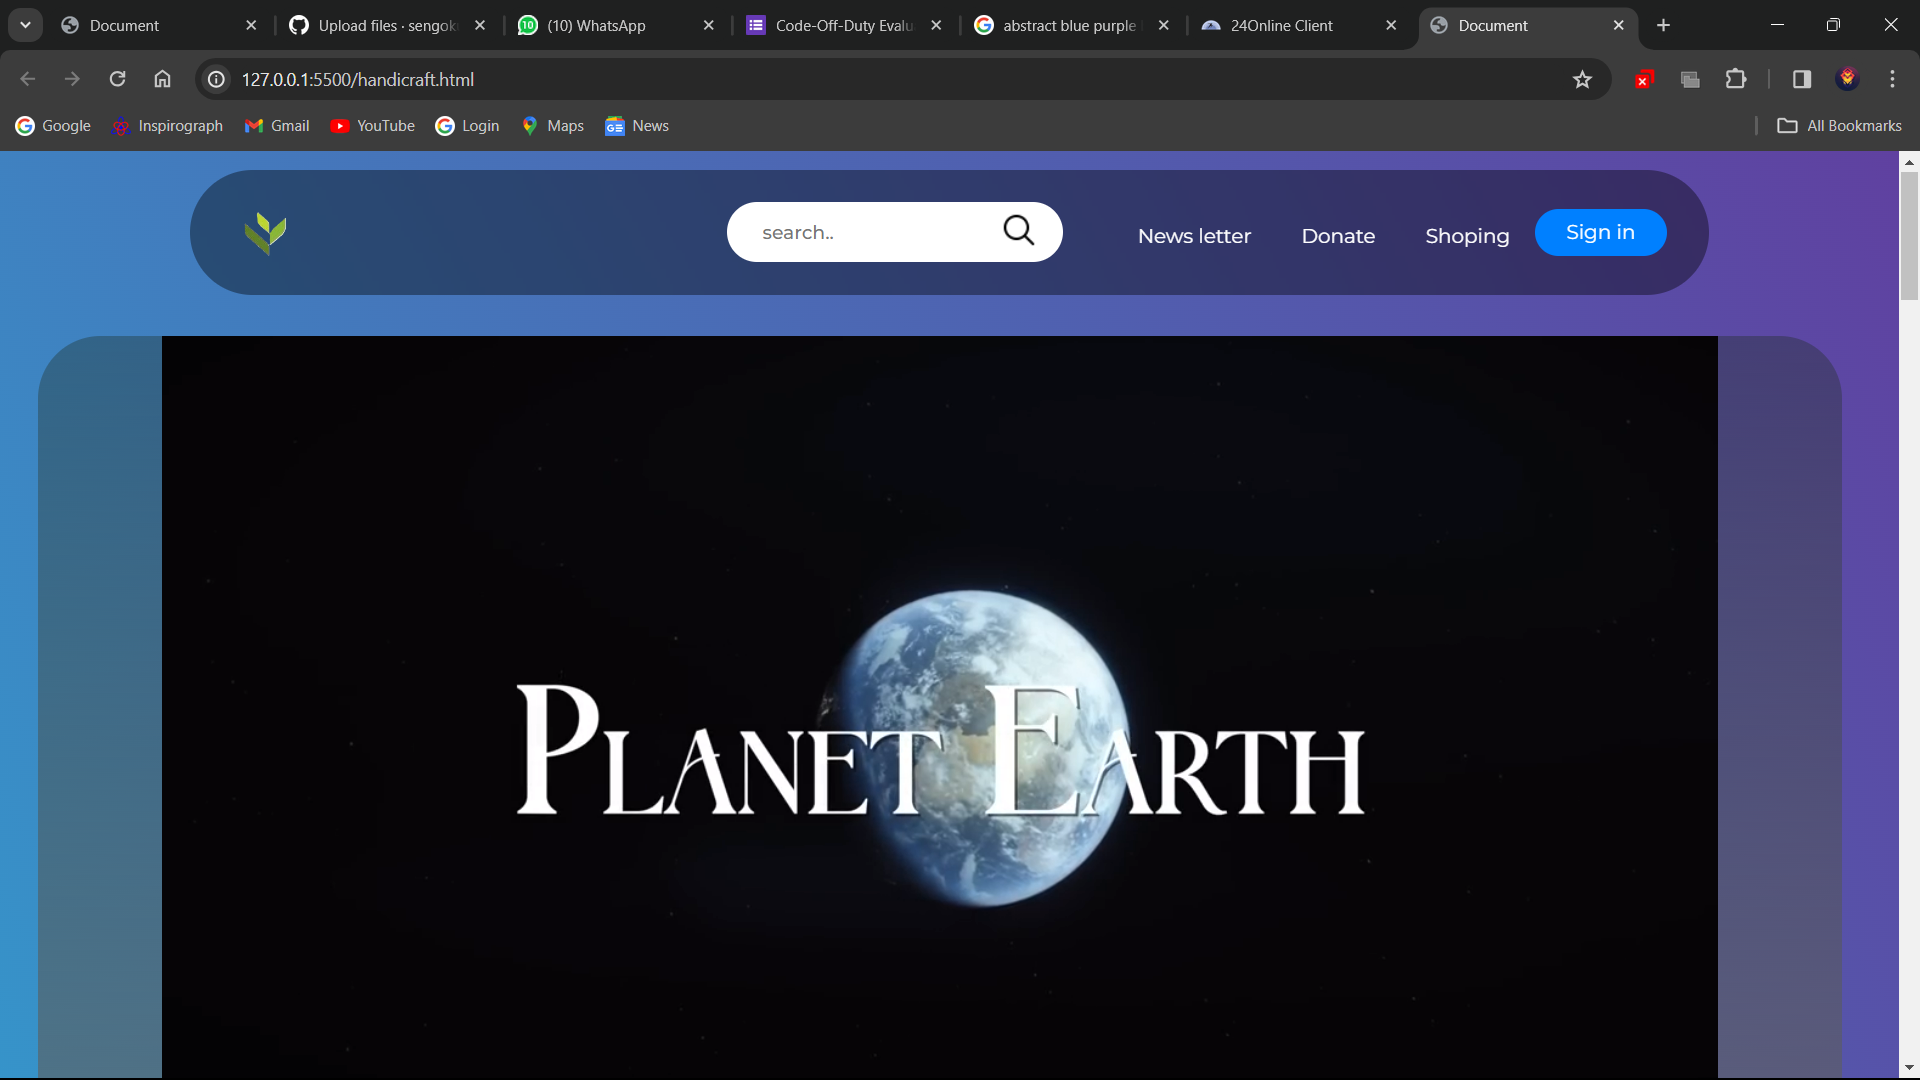 Document
Upload files · sengok
(10) WhatsApp
Code-Off-Duty Evalu
abstract blue purple
24Online Client
Document
127.0.0.1:5500/handicraft.html
Google
Inspirograph
Gmail
YouTube
Login
Maps
News
All Bookmarks
search..
News letter
Donate
Shoping
Sign in
PLANET EARTH